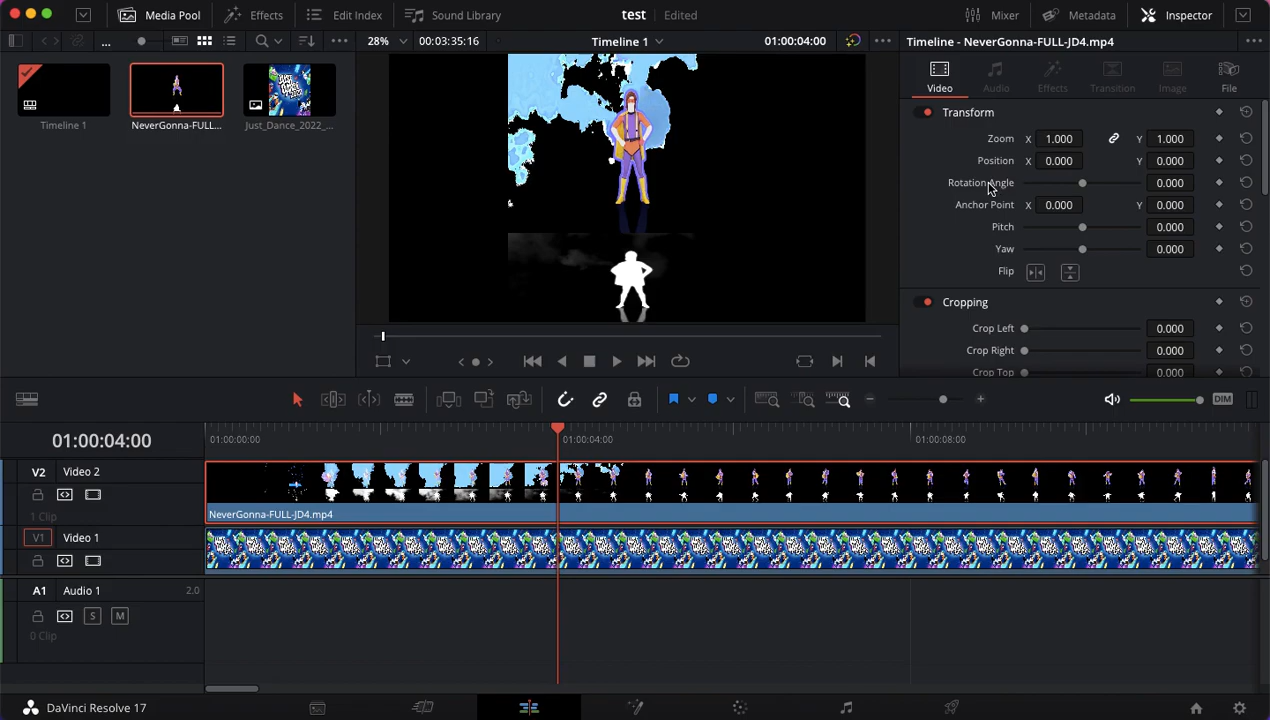 Media Pool Effects Edit Index Sound Library test Edited Mixer Metadata Inspector
... 28% 00:03:35:16 Timeline 1 01:00:04:00 Timeline - NeverGonna-FULL-JD4.mp4
Video Audio Effects Transition Image File
Timeline 1 NeverGonna-FULL... Just_Dance_2022_...
Transform
Zoom X 1.000 Y 1.000
Position X 0.000 Y 0.000
Rotation Angle 0.000
Anchor Point X 0.000 Y 0.000
Pitch 0.000
Yaw 0.000
Flip
Cropping
Crop Left 0.000
Crop Right 0.000
Crop Top 0.000
DIM
01:00:04:00 01:00:00:00 01:00:04:00 01:00:08:00
V2 Video 2
1 Clip NeverGonna-FULL-JD4.mp4
V1 Video 1
A1 Audio 1 2.0
S M
0 Clip
DaVinci Resolve 17